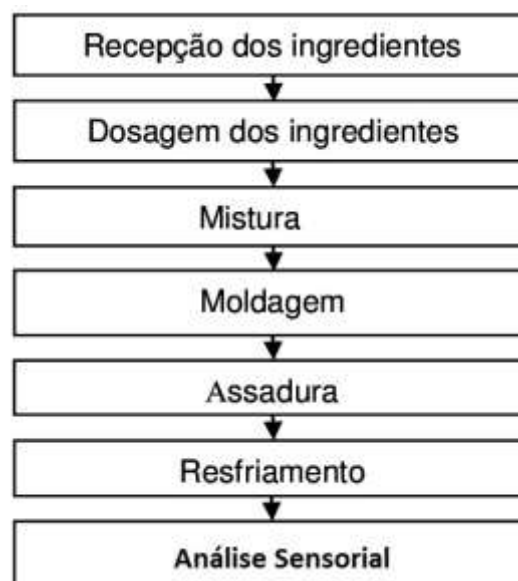 Recepção dos ingredientes
Dosagem dos ingredientes
Mistura
Moldagem
Assadura
Resfriamento
Análise Sensorial